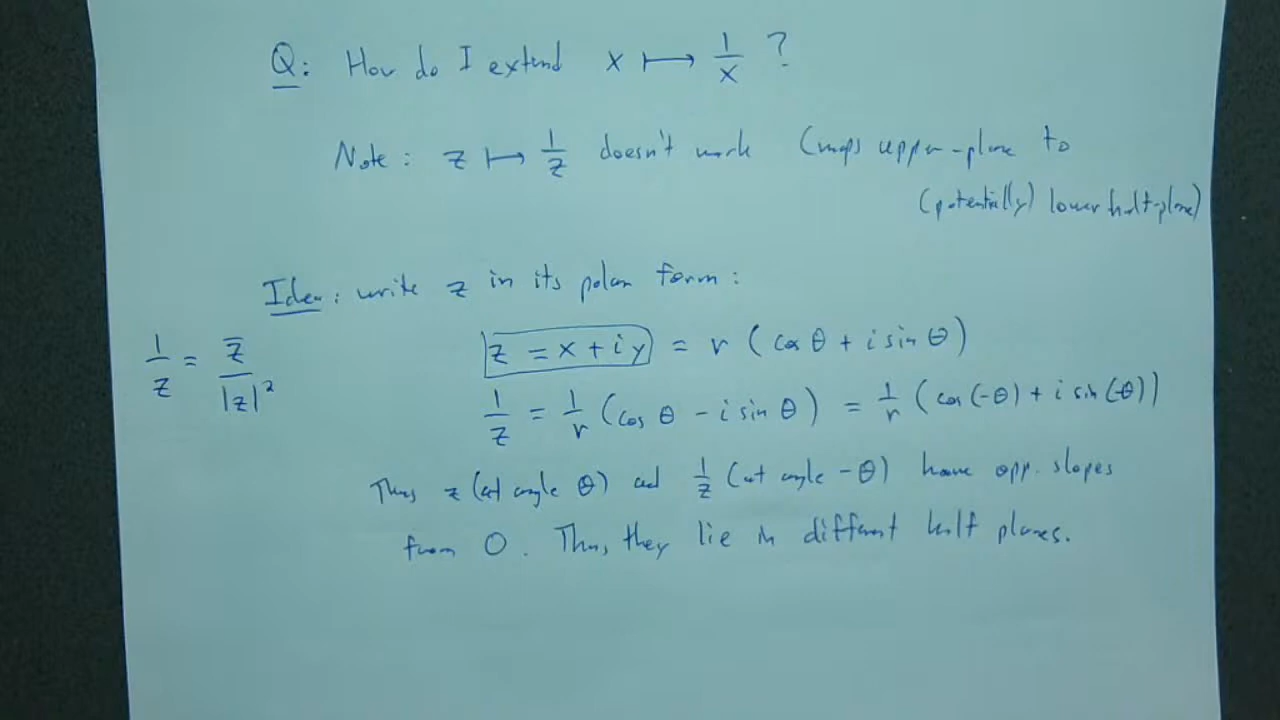 Q: How do I extend x ↦ 1/x ?
Note: z ↦ 1/z doesn't work (maps upper-plane to
(potentially) lower half-plane)
Idea: write z in its polar form:
1/z = z̄/|z|²
z = x + iy = r (cos θ + i sin θ)
1/z = 1/r (cos θ - i sin θ) = 1/r (cos(-θ) + i sin(-θ))
Thus z (at angle θ) and 1/z (at angle -θ) have opp. slopes
from 0. Thus, they lie in different half planes.